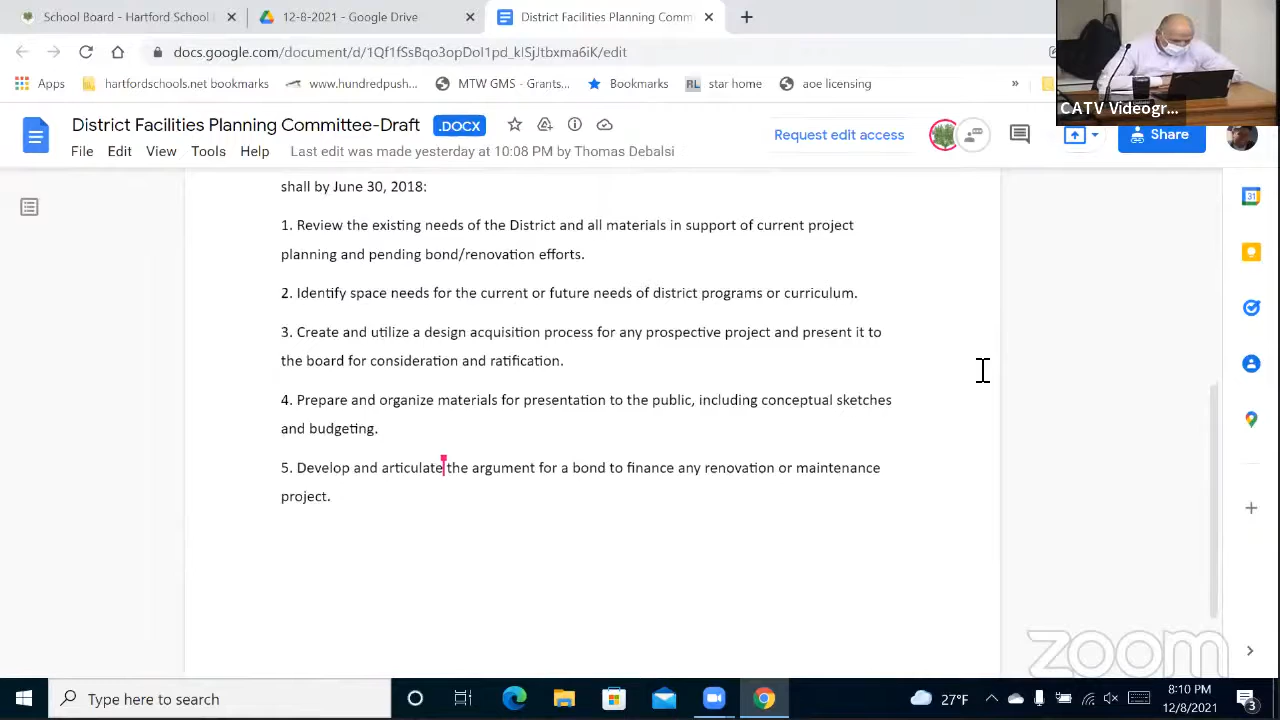 School Board - Hartford School
12-8-2021 - Google Drive
District Facilities Planning Comm
docs.google.com/document/d/1Qf1fSsBqo3opDoI1pd_kISjJtbxma6iK/edit
Apps
hartfordschools.net bookmarks
www.hundredpush...
MTW GMS - Grants...
Bookmarks
RL star home
aoe licensing
»
CATV Videogr...
District Facilities Planning Committee-Draft
.DOCX
Request edit access
Share
File Edit View Tools Help
Last edit was made yesterday at 10:08 PM by Thomas Debalsi
31
shall by June 30, 2018:
1. Review the existing needs of the District and all materials in support of current project
planning and pending bond/renovation efforts.
2. Identify space needs for the current or future needs of district programs or curriculum.
3. Create and utilize a design acquisition process for any prospective project and present it to
the board for consideration and ratification.
4. Prepare and organize materials for presentation to the public, including conceptual sketches
and budgeting.
5. Develop and articulate the argument for a bond to finance any renovation or maintenance
project.
zoom
Type here to search
27°F
8:10 PM
12/8/2021
3